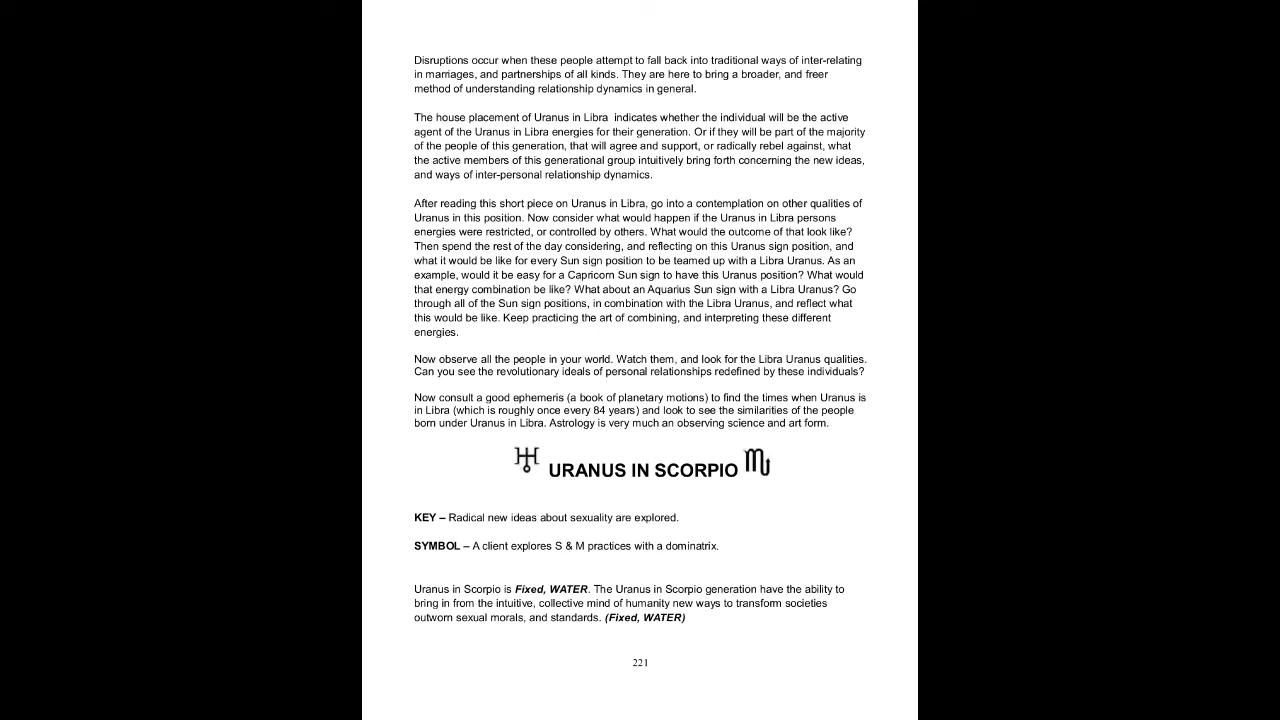 Disruptions occur when these people attempt to fall back into traditional ways of inter-relating
in marriages, and partnerships of all kinds. They are here to bring a broader, and freer
method of understanding relationship dynamics in general.
The house placement of Uranus in Libra  indicates whether the individual will be the active
agent of the Uranus in Libra energies for their generation. Or if they will be part of the majority
of the people of this generation, that will agree and support, or radically rebel against, what
the active members of this generational group intuitively bring forth concerning the new ideas,
and ways of inter-personal relationship dynamics.
After reading this short piece on Uranus in Libra, go into a contemplation on other qualities of
Uranus in this position. Now consider what would happen if the Uranus in Libra persons
energies were restricted, or controlled by others. What would the outcome of that look like?
Then spend the rest of the day considering, and reflecting on this Uranus sign position, and
what it would be like for every Sun sign position to be teamed up with a Libra Uranus. As an
example, would it be easy for a Capricorn Sun sign to have this Uranus position? What would
that energy combination be like? What about an Aquarius Sun sign with a Libra Uranus? Go
through all of the Sun sign positions, in combination with the Libra Uranus, and reflect what
this would be like. Keep practicing the art of combining, and interpreting these different
energies.
Now observe all the people in your world. Watch them, and look for the Libra Uranus qualities.
Can you see the revolutionary ideals of personal relationships redefined by these individuals?
Now consult a good ephemeris (a book of planetary motions) to find the times when Uranus is
in Libra (which is roughly once every 84 years) and look to see the similarities of the people
born under Uranus in Libra. Astrology is very much an observing science and art form.
♅ URANUS IN SCORPIO ♏
KEY – Radical new ideas about sexuality are explored.
SYMBOL – A client explores S & M practices with a dominatrix.
Uranus in Scorpio is Fixed, WATER. The Uranus in Scorpio generation have the ability to
bring in from the intuitive, collective mind of humanity new ways to transform societies
outworn sexual morals, and standards. (Fixed, WATER)
221